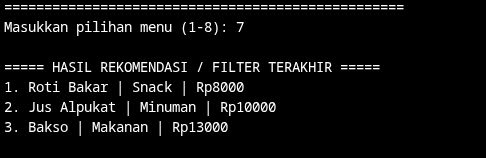 ==================================================
Masukkan pilihan menu (1-8): 7
===== HASIL REKOMENDASI / FILTER TERAKHIR =====
1. Roti Bakar | Snack | Rp8000
2. Jus Alpukat | Minuman | Rp10000
3. Bakso | Makanan | Rp13000